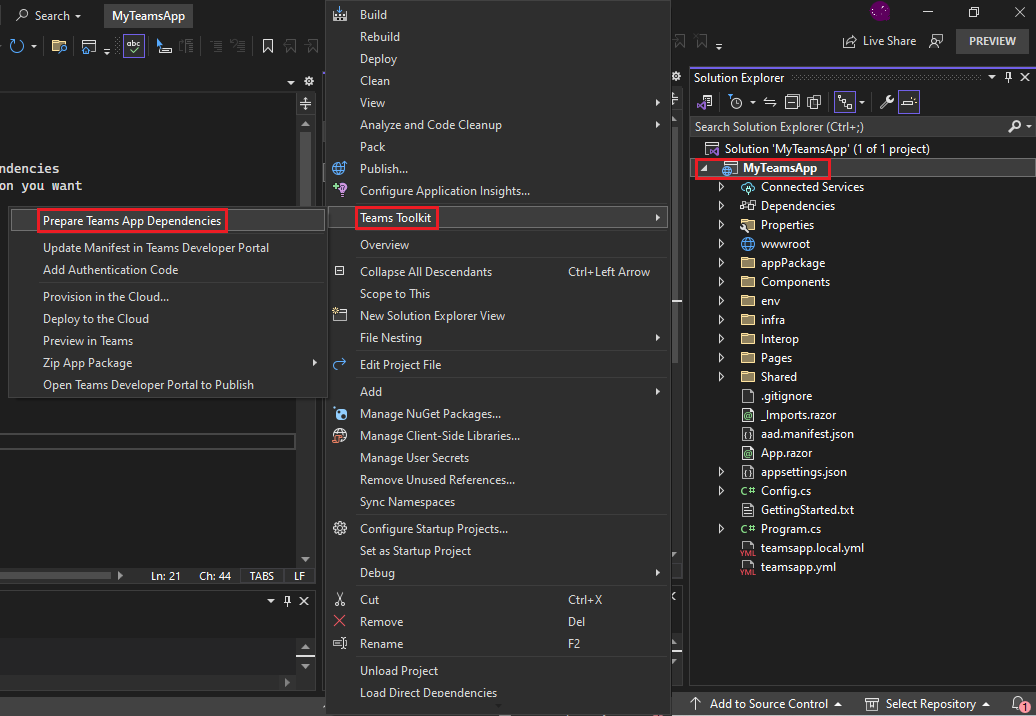 Search
MyTeamsApp
Live Share
PREVIEW
abc
ndencies
on you want
Ln: 21
Ch: 44
TABS
LF
Prepare Teams App Dependencies
Update Manifest in Teams Developer Portal
Add Authentication Code
Provision in the Cloud...
Deploy to the Cloud
Preview in Teams
Zip App Package
Open Teams Developer Portal to Publish
Build
Rebuild
Deploy
Clean
View
Analyze and Code Cleanup
Pack
Publish...
Configure Application Insights...
Teams Toolkit
Overview
Collapse All Descendants Ctrl+Left Arrow
Scope to This
New Solution Explorer View
File Nesting
Edit Project File
Add
Manage NuGet Packages...
Manage Client-Side Libraries...
Manage User Secrets
Remove Unused References...
Sync Namespaces
Configure Startup Projects...
Set as Startup Project
Debug
Cut Ctrl+X
Remove Del
Rename F2
Unload Project
Load Direct Dependencies
Solution Explorer
Search Solution Explorer (Ctrl+;)
Solution 'MyTeamsApp' (1 of 1 project)
MyTeamsApp
Connected Services
Dependencies
Properties
wwwroot
appPackage
Components
env
infra
Interop
Pages
Shared
.gitignore
_Imports.razor
aad.manifest.json
App.razor
appsettings.json
C# Config.cs
GettingStarted.txt
C# Program.cs
YML teamsapp.local.yml
YML teamsapp.yml
Add to Source Control
Select Repository
1